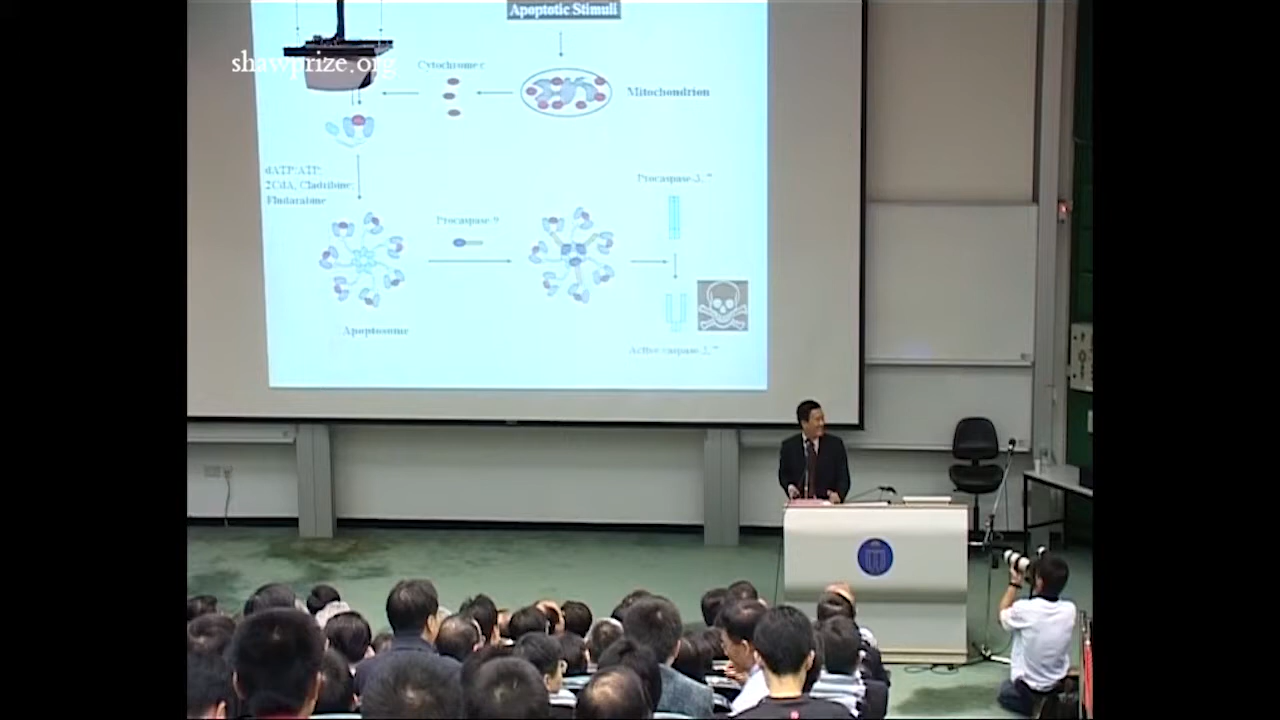 Apoptotic Stimuli
shawprize.org
Cytochrome c
Mitochondrion
dATP/ATP;
2CdA, Cladribine;
Fludarabine
Procaspase-3, 7
Procaspase 9
Apoptosome
Active caspase-3, 7